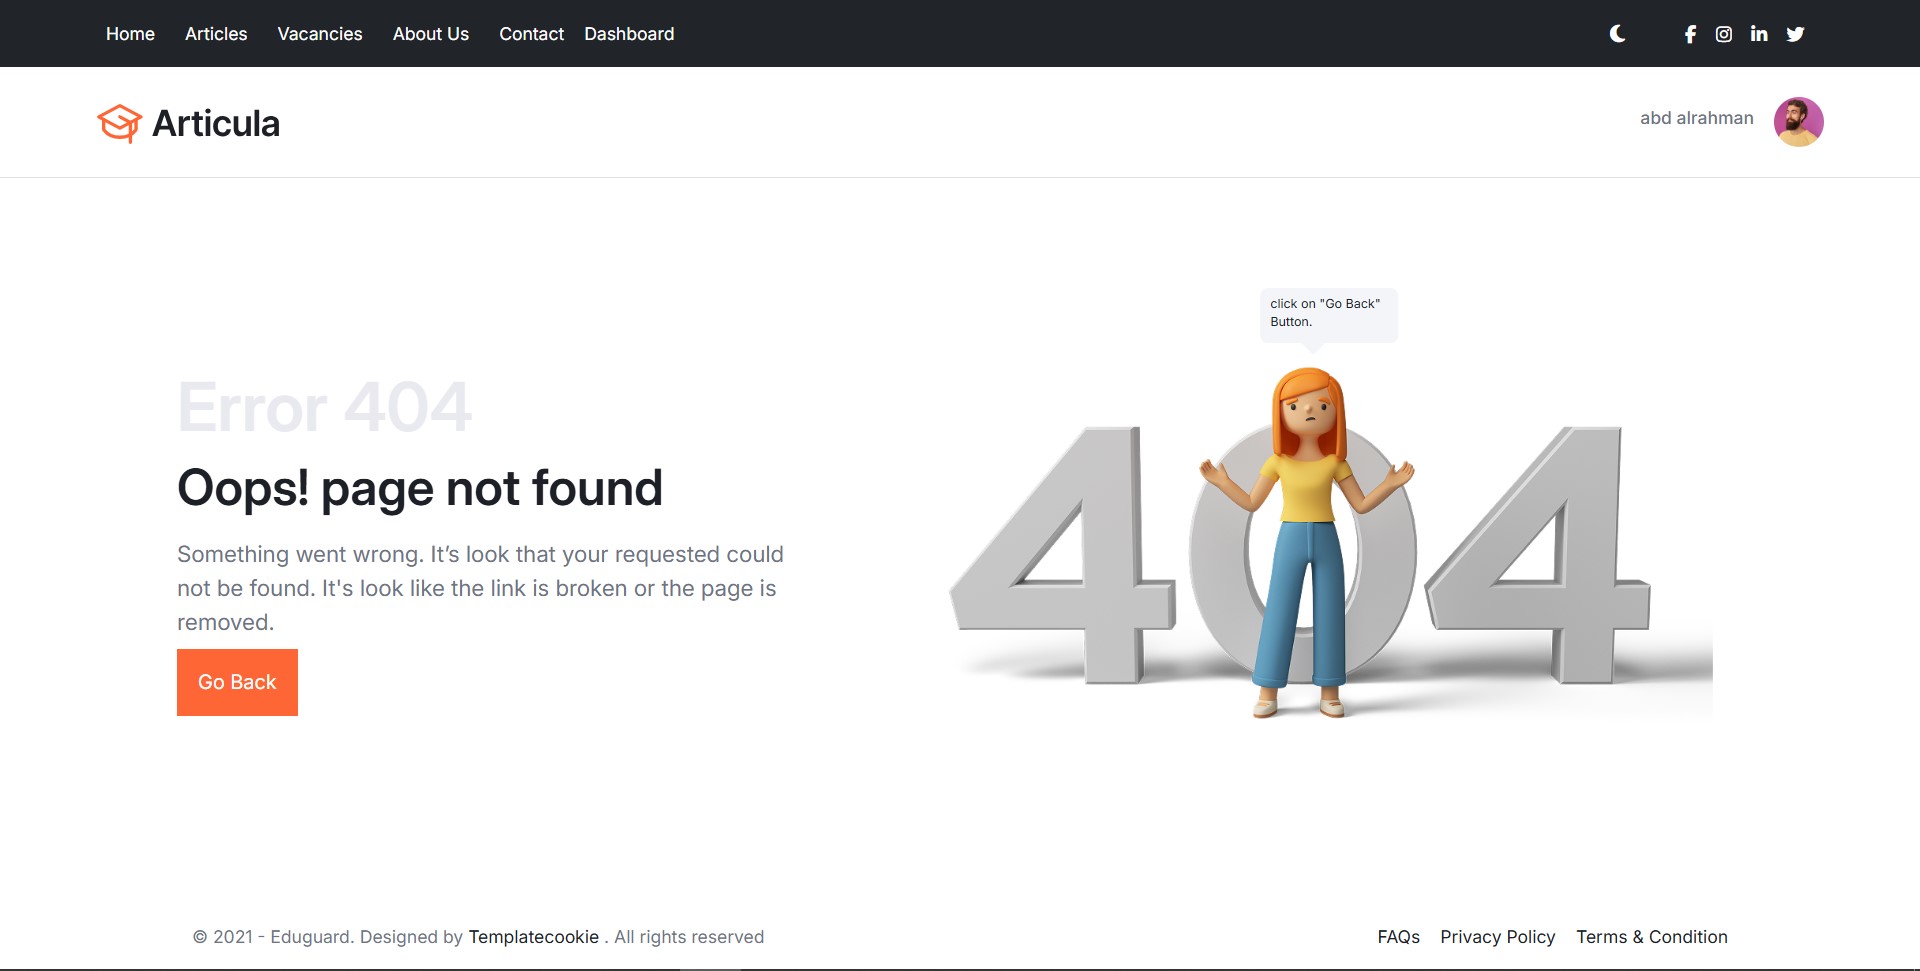 Home Articles Vacancies About Us Contact Dashboard
Articula
abd alrahman
click on "Go Back"
Button.
Error 404
Oops! page not found
Something went wrong. It’s look that your requested could
not be found. It's look like the link is broken or the page is
removed.
Go Back
404
© 2021 - Eduguard. Designed by Templatecookie . All rights reserved
FAQs Privacy Policy Terms & Condition